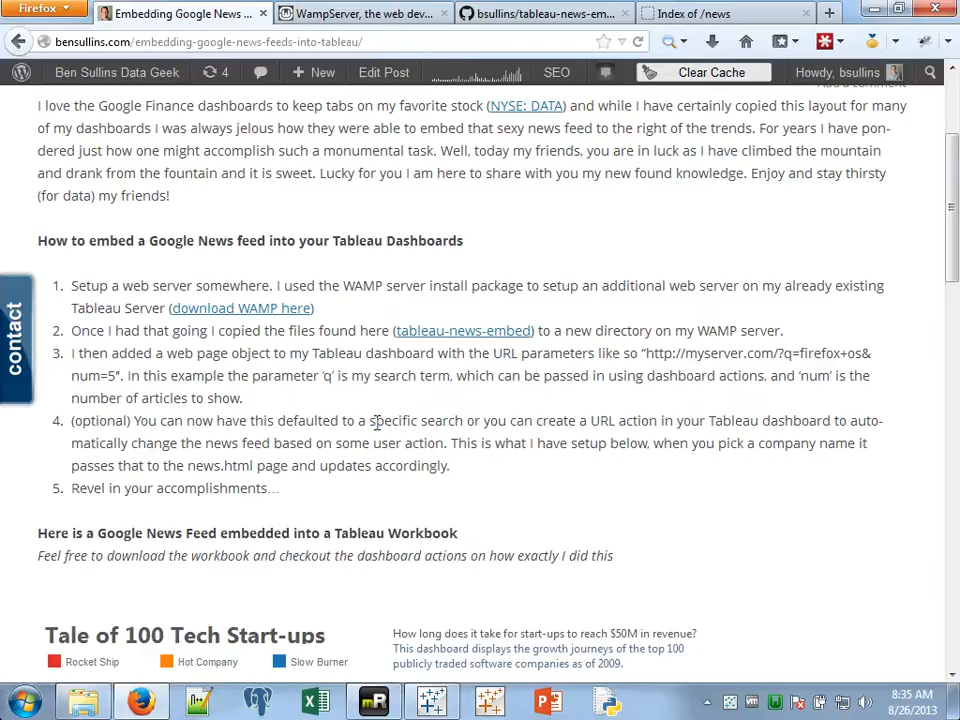 Firefox
Embedding Google News ...
WampServer, the web dev...
bsullins/tableau-news-em...
Index of /news
bensullins.com/embedding-google-news-feeds-into-tableau/
Ben Sullins Data Geek
4
New
Edit Post
SEO
Clear Cache
Howdy, bsullins
I love the Google Finance dashboards to keep tabs on my favorite stock (NYSE: DATA) and while I have certainly copied this layout for many
of my dashboards I was always jelous how they were able to embed that sexy news feed to the right of the trends. For years I have pon-
dered just how one might accomplish such a monumental task. Well, today my friends, you are in luck as I have climbed the mountain
and drank from the fountain and it is sweet. Lucky for you I am here to share with you my new found knowledge. Enjoy and stay thirsty
(for data) my friends!
How to embed a Google News feed into your Tableau Dashboards
1. Setup a web server somewhere. I used the WAMP server install package to setup an additional web server on my already existing
Tableau Server (download WAMP here)
2. Once I had that going I copied the files found here (tableau-news-embed) to a new directory on my WAMP server.
3. I then added a web page object to my Tableau dashboard with the URL parameters like so “http://myserver.com/?q=firefox+os&
num=5″. In this example the parameter ‘q’ is my search term, which can be passed in using dashboard actions, and ‘num’ is the
number of articles to show.
4. (optional) You can now have this defaulted to a specific search or you can create a URL action in your Tableau dashboard to auto-
matically change the news feed based on some user action. This is what I have setup below, when you pick a company name it
passes that to the news.html page and updates accordingly.
5. Revel in your accomplishments…
contact
Here is a Google News Feed embedded into a Tableau Workbook
Feel free to download the workbook and checkout the dashboard actions on how exactly I did this
Tale of 100 Tech Start-ups
Rocket Ship
Hot Company
Slow Burner
How long does it take for start-ups to reach $50M in revenue?
This dashboard displays the growth journeys of the top 100
publicly traded software companies as of 2009.
8:35 AM
8/26/2013